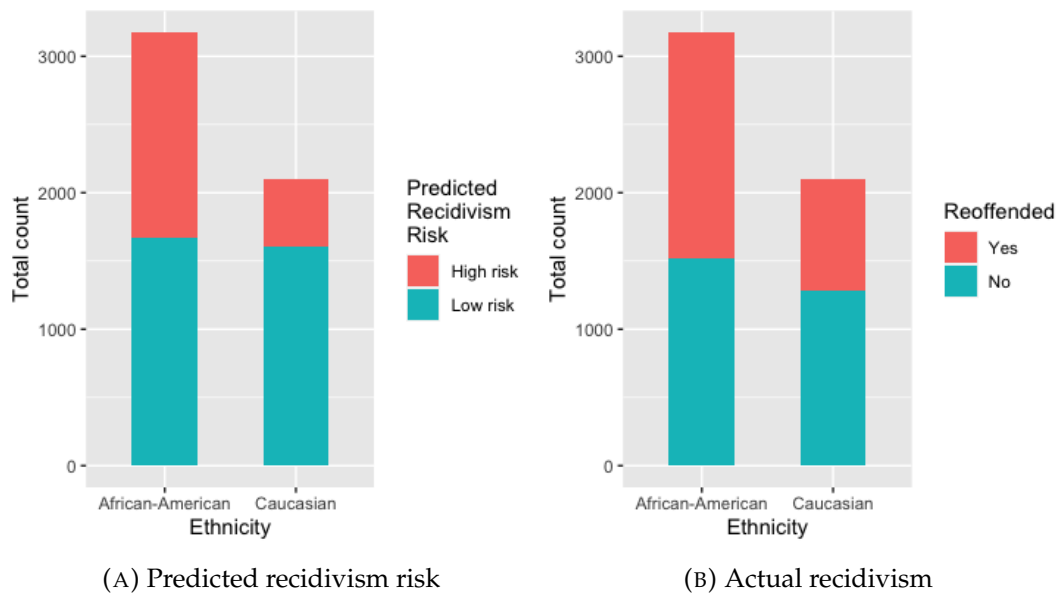 3000
2000
1000
0
Total count
African-American
Caucasian
Ethnicity
Predicted
Recidivism
Risk
High risk
Low risk
(A) Predicted recidivism risk
3000
2000
1000
0
Total count
African-American
Caucasian
Ethnicity
Reoffended
Yes
No
(B) Actual recidivism